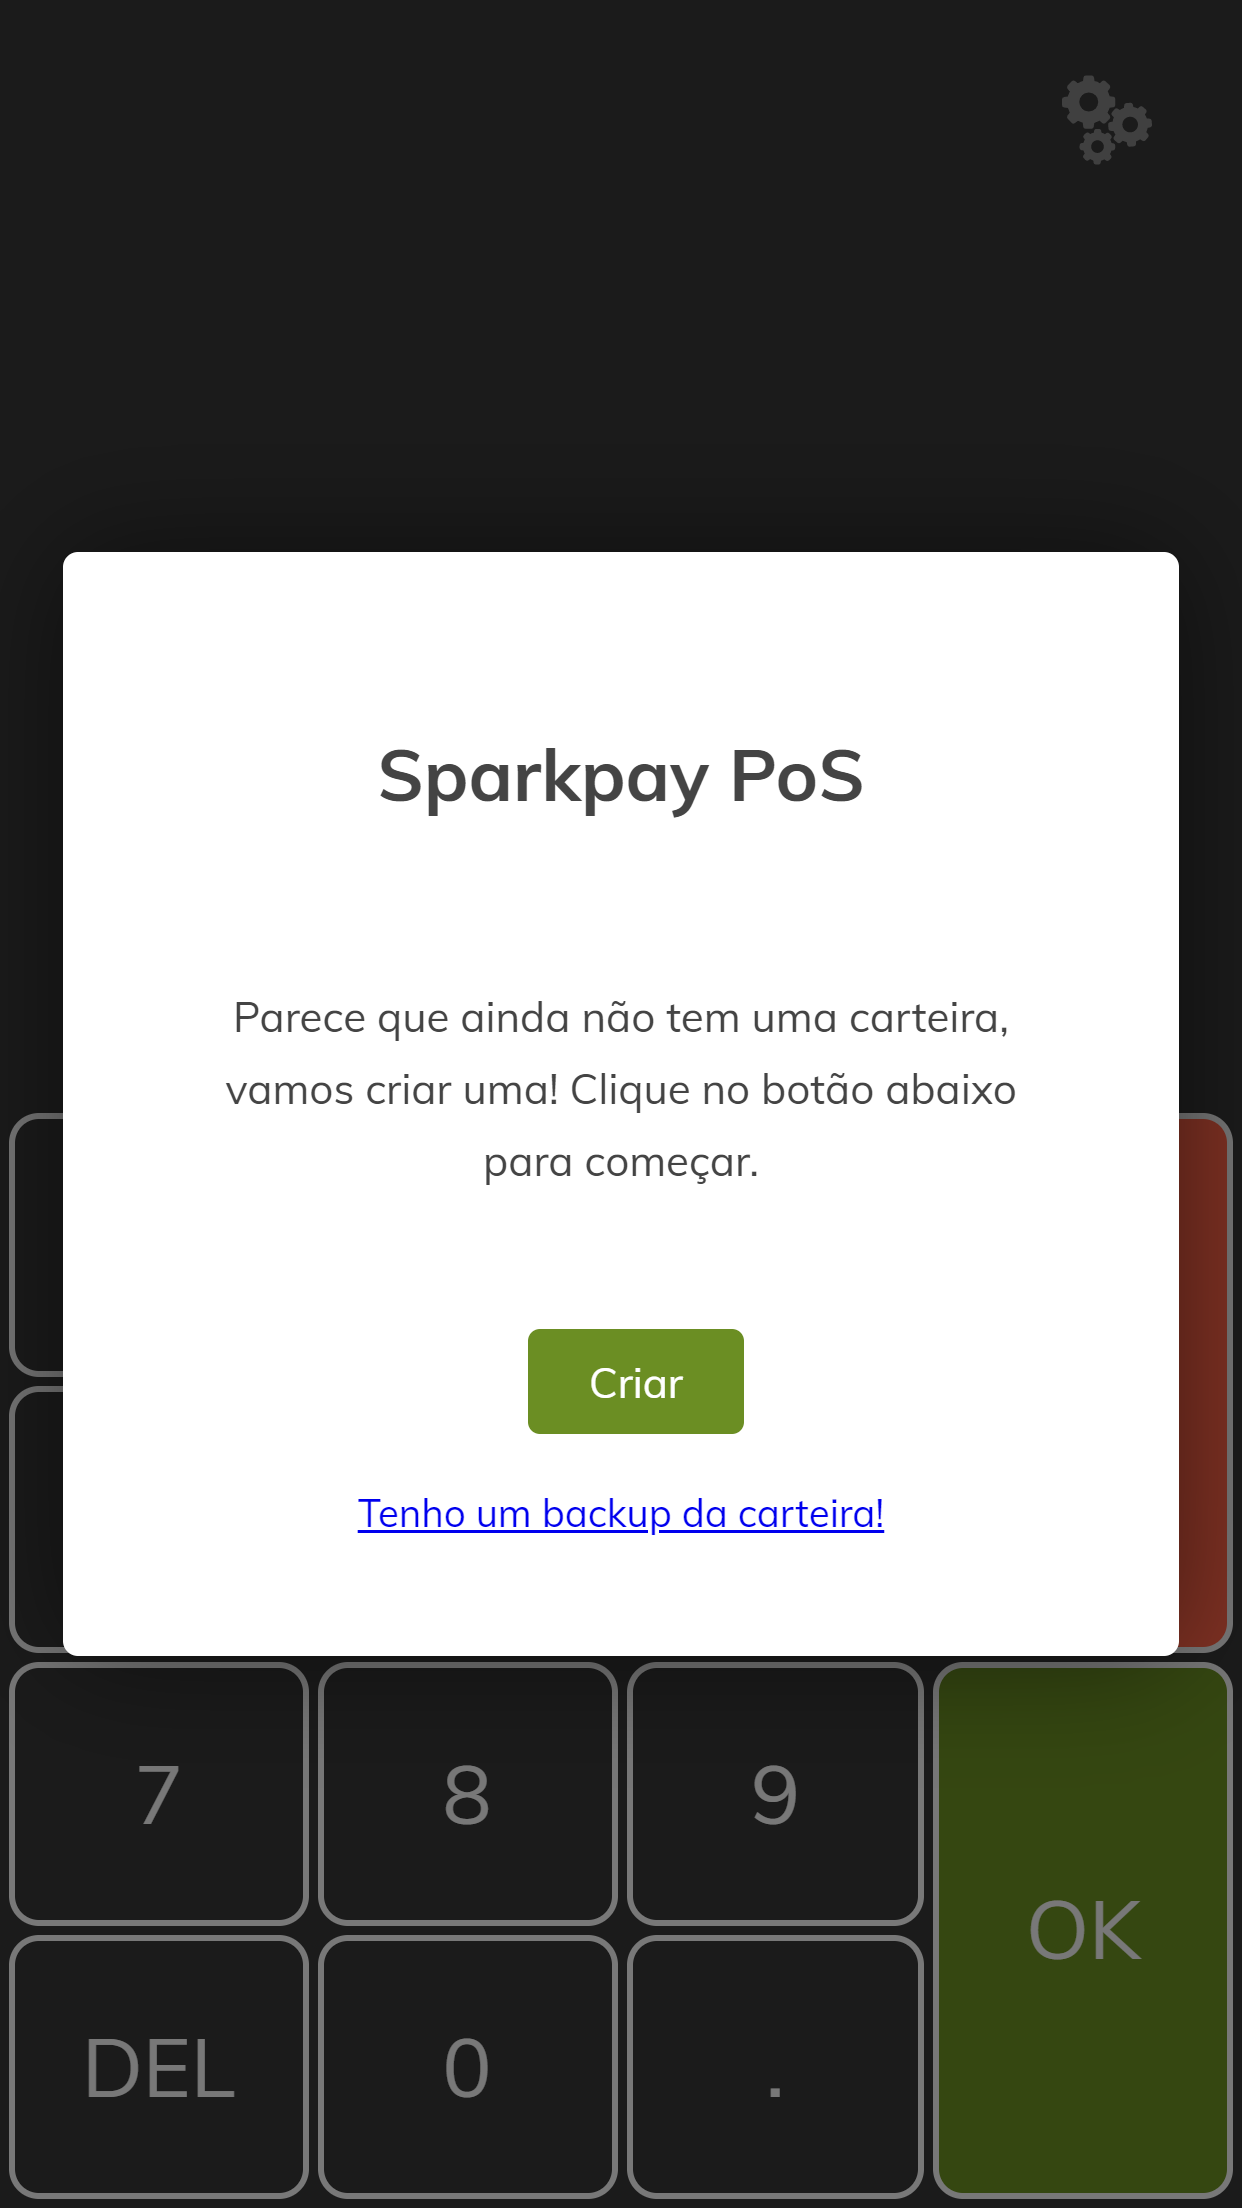 Sparkpay PoS
Parece que ainda não tem uma carteira,
vamos criar uma! Clique no botão abaixo
para começar.
Criar
Tenho um backup da carteira!
7 8 9
OK
DEL 0 .